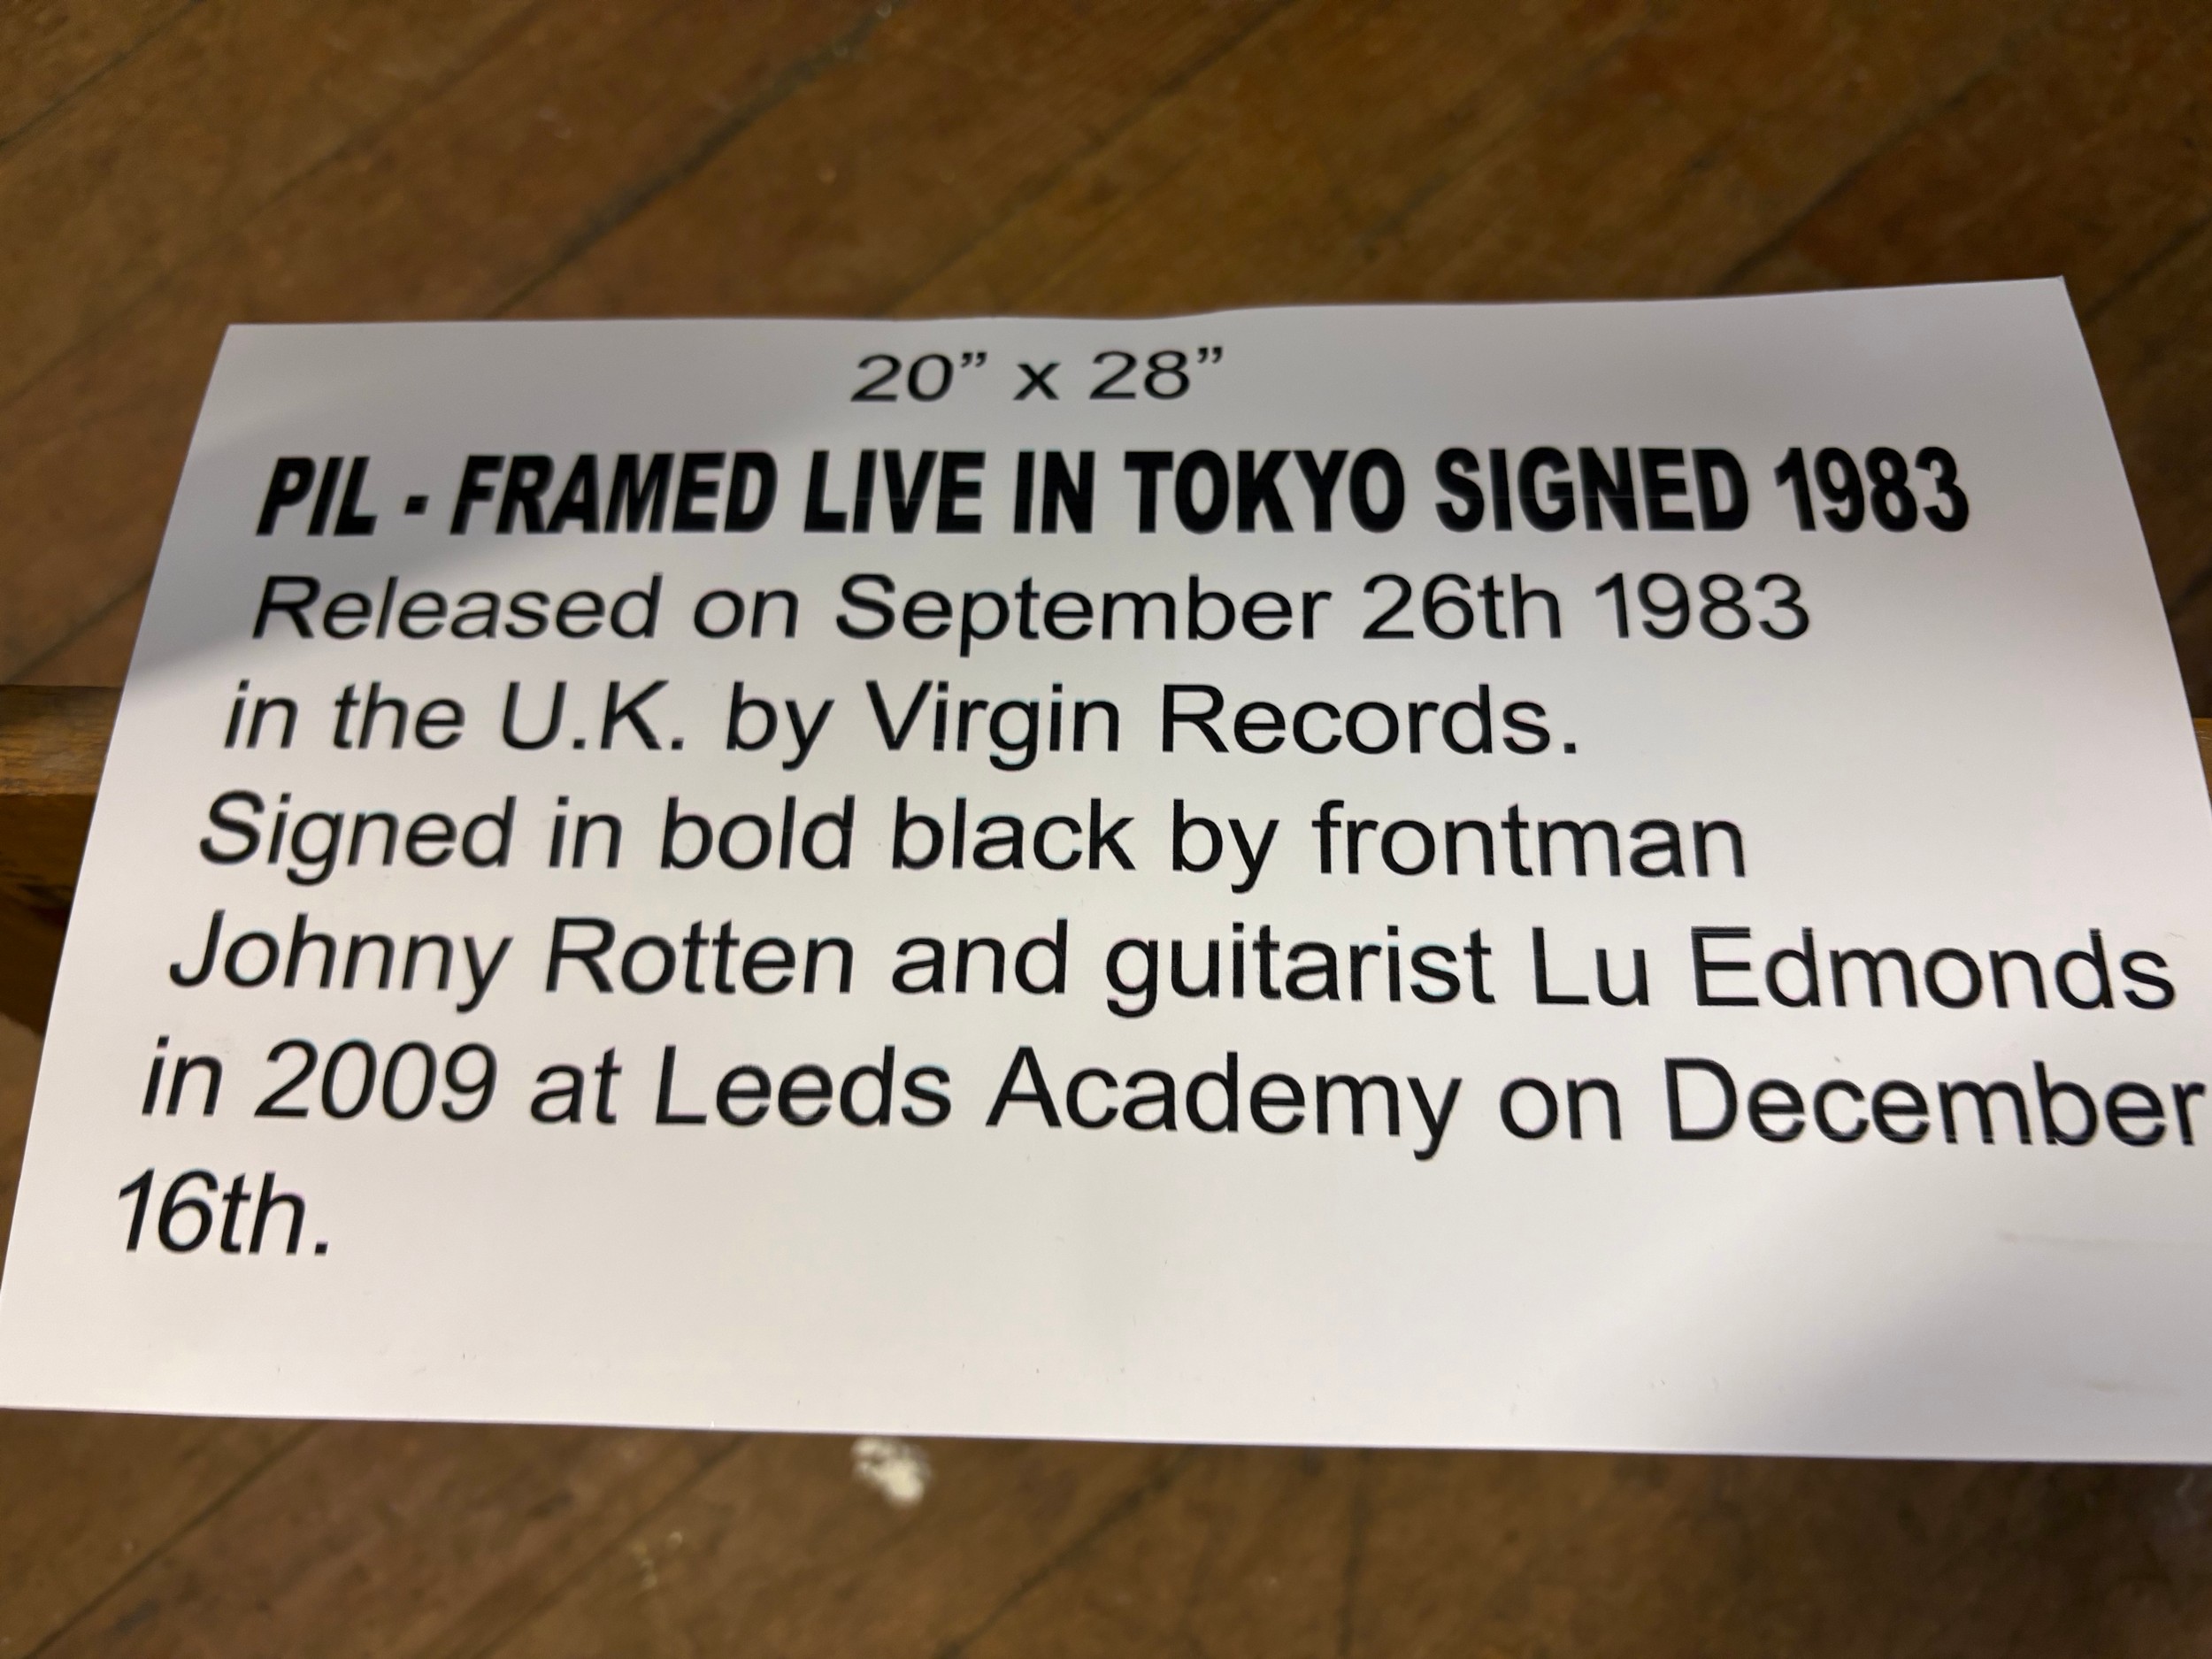 20” x 28”
PIL - FRAMED LIVE IN TOKYO SIGNED 1983
Released on September 26th 1983
in the U.K. by Virgin Records.
Signed in bold black by frontman
Johnny Rotten and guitarist Lu Edmonds
in 2009 at Leeds Academy on December
16th.